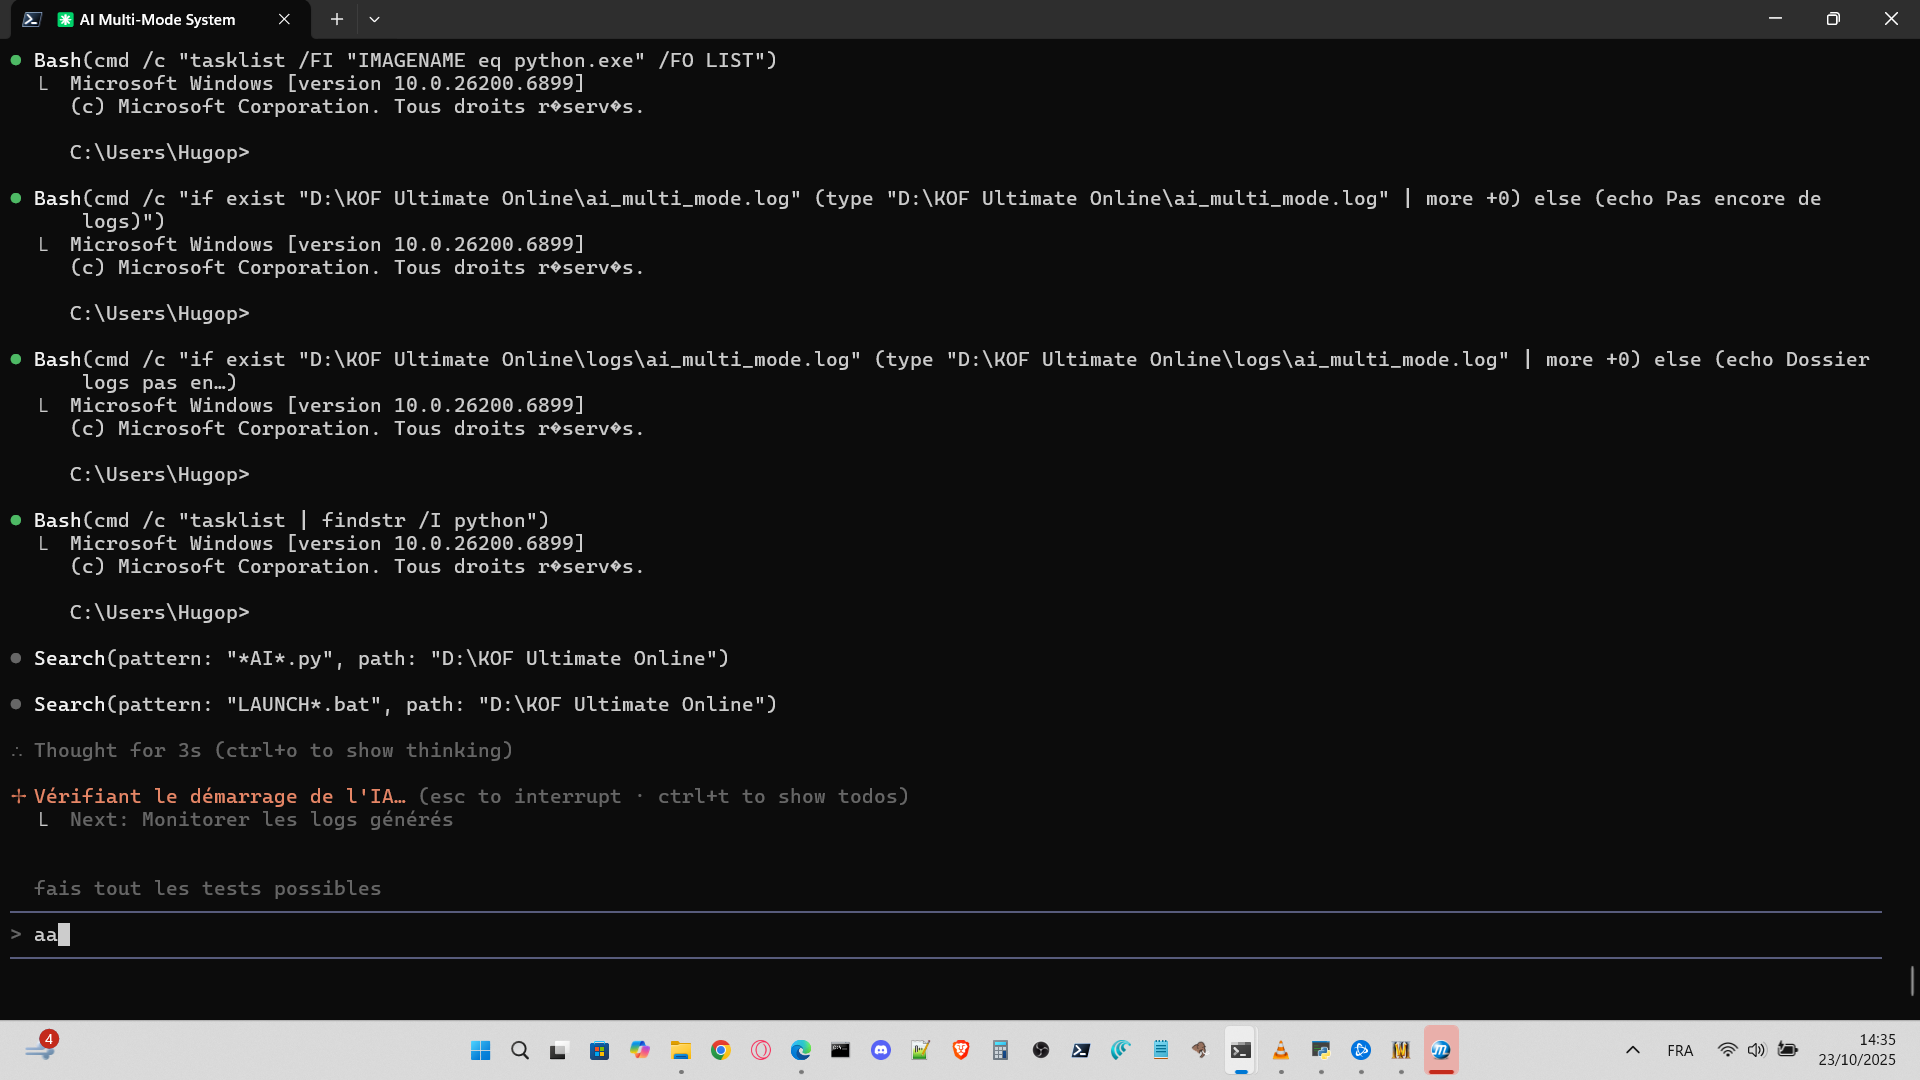 AI Multi-Mode System
● Bash(cmd /c "tasklist /FI "IMAGENAME eq python.exe" /FO LIST")
└ Microsoft Windows [version 10.0.26200.6899]
(c) Microsoft Corporation. Tous droits r�serv�s.
C:\Users\Hugop>
● Bash(cmd /c "if exist "D:\KOF Ultimate Online\ai_multi_mode.log" (type "D:\KOF Ultimate Online\ai_multi_mode.log" | more +0) else (echo Pas encore de
logs)")
└ Microsoft Windows [version 10.0.26200.6899]
(c) Microsoft Corporation. Tous droits r�serv�s.
C:\Users\Hugop>
● Bash(cmd /c "if exist "D:\KOF Ultimate Online\logs\ai_multi_mode.log" (type "D:\KOF Ultimate Online\logs\ai_multi_mode.log" | more +0) else (echo Dossier
logs pas en…)
└ Microsoft Windows [version 10.0.26200.6899]
(c) Microsoft Corporation. Tous droits r�serv�s.
C:\Users\Hugop>
● Bash(cmd /c "tasklist | findstr /I python")
└ Microsoft Windows [version 10.0.26200.6899]
(c) Microsoft Corporation. Tous droits r�serv�s.
C:\Users\Hugop>
● Search(pattern: "*AI*.py", path: "D:\KOF Ultimate Online")
● Search(pattern: "LAUNCH*.bat", path: "D:\KOF Ultimate Online")
∴ Thought for 3s (ctrl+o to show thinking)
✢ Vérifiant le démarrage de l'IA… (esc to interrupt · ctrl+t to show todos)
└ Next: Monitorer les logs générés
fais tout les tests possibles
> aa
4
FRA
14:35
23/10/2025